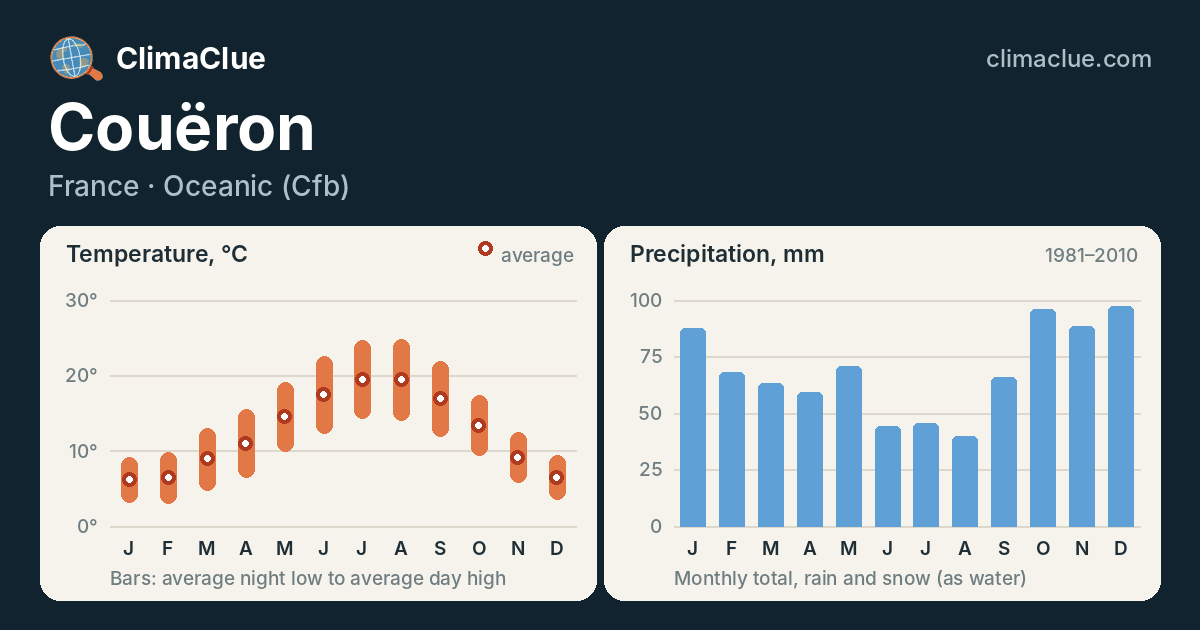 ClimaClue
climaclue.com
Couëron
France · Oceanic (Cfb)
Temperature, °C
average
30°
20°
10°
0°
J F M A M J J A S O N D
Bars: average night low to average day high
Precipitation, mm
1981–2010
100
75
50
25
0
J F M A M J J A S O N D
Monthly total, rain and snow (as water)